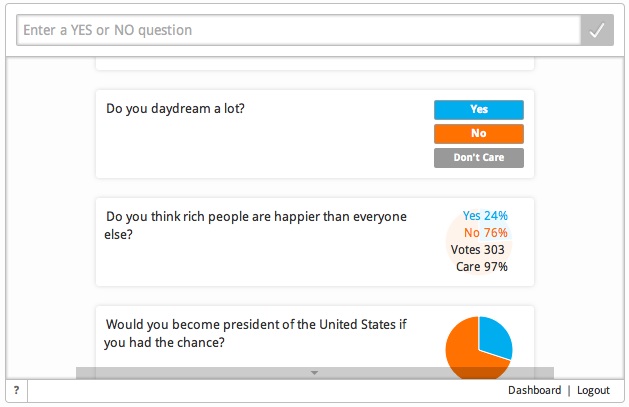 Enter a YES or NO question
Do you daydream a lot?
Yes
No
Don't Care
Do you think rich people are happier than everyone
else?
Yes 24%
No 76%
Votes 303
Care 97%
Would you become president of the United States if
you had the chance?
?
Dashboard | Logout